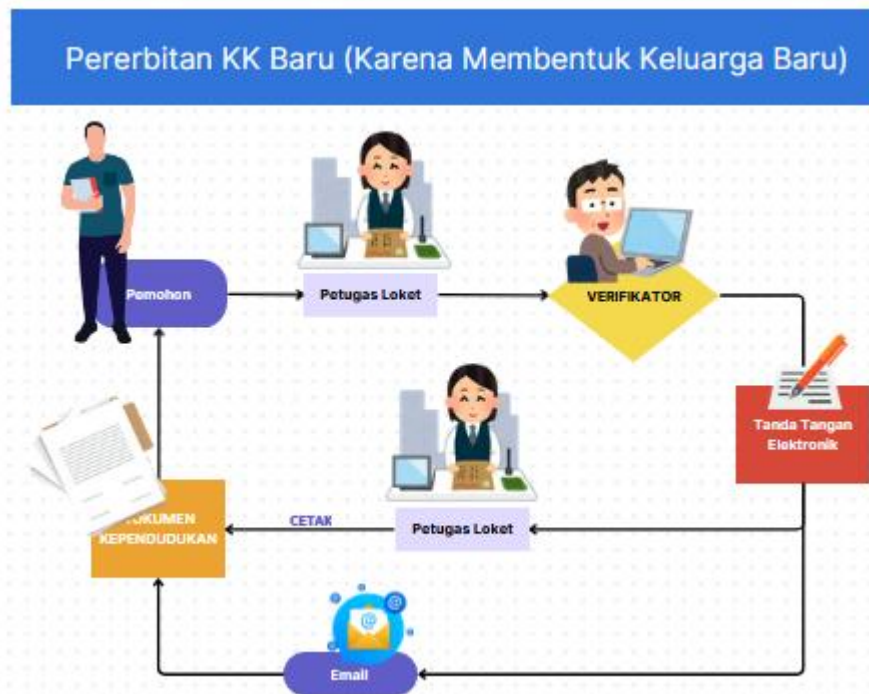 Pererbitan KK Baru (Karena Membentuk Keluarga Baru)
Pemohon
Petugas Loket
VERIFIKATOR
Tanda Tangan
Elektronik
Petugas Loket
CETAK
OKUMEN
KEPENDUDUKAN
Email